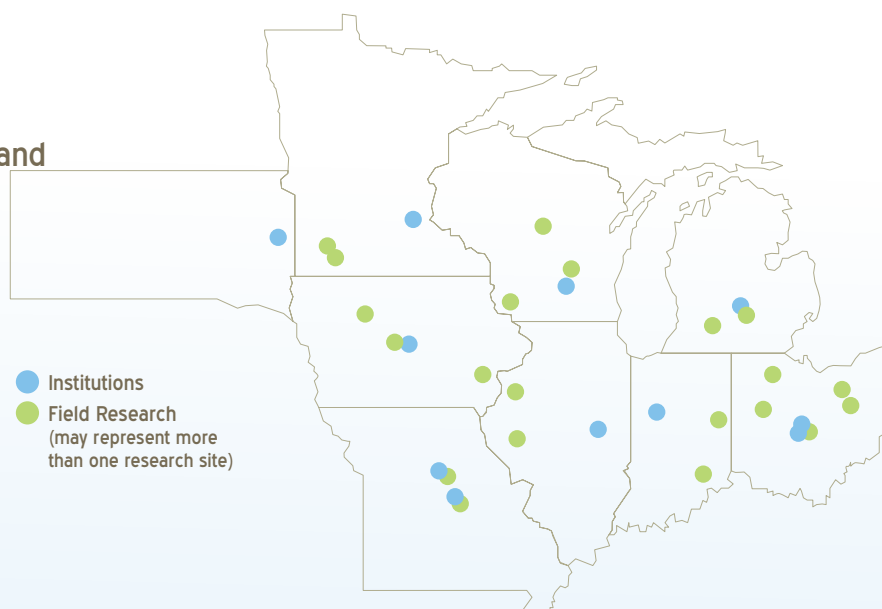 and
Institutions
Field Research
(may represent more
than one research site)